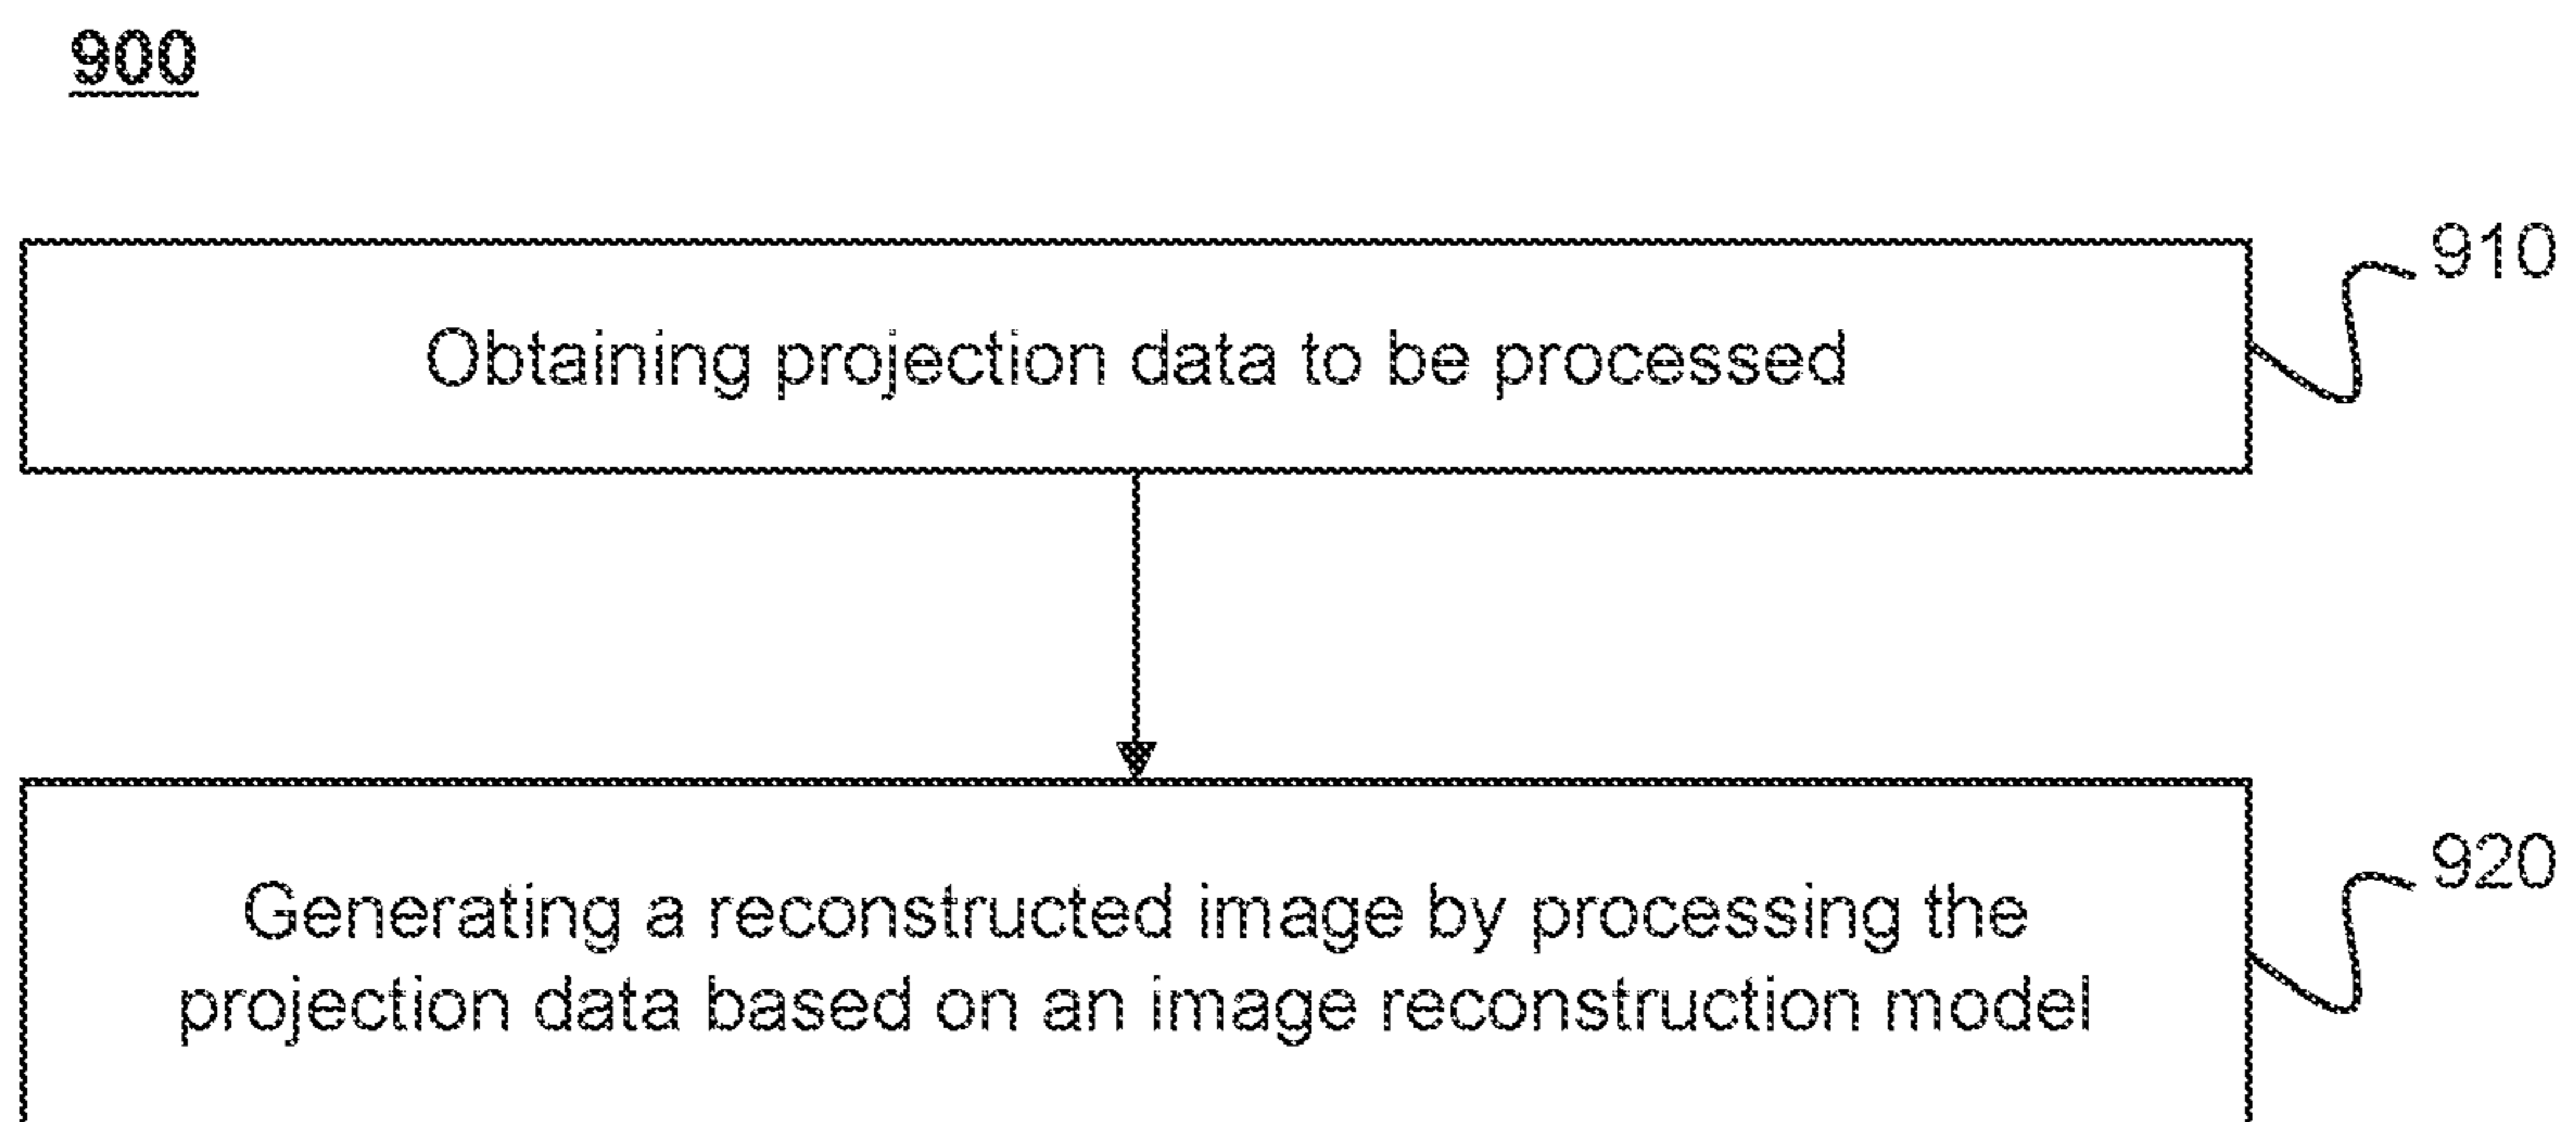 900
910
Obtaining projection data to be processed
920
Generating a reconstructed image by processing the
projection data based on an image reconstruction model